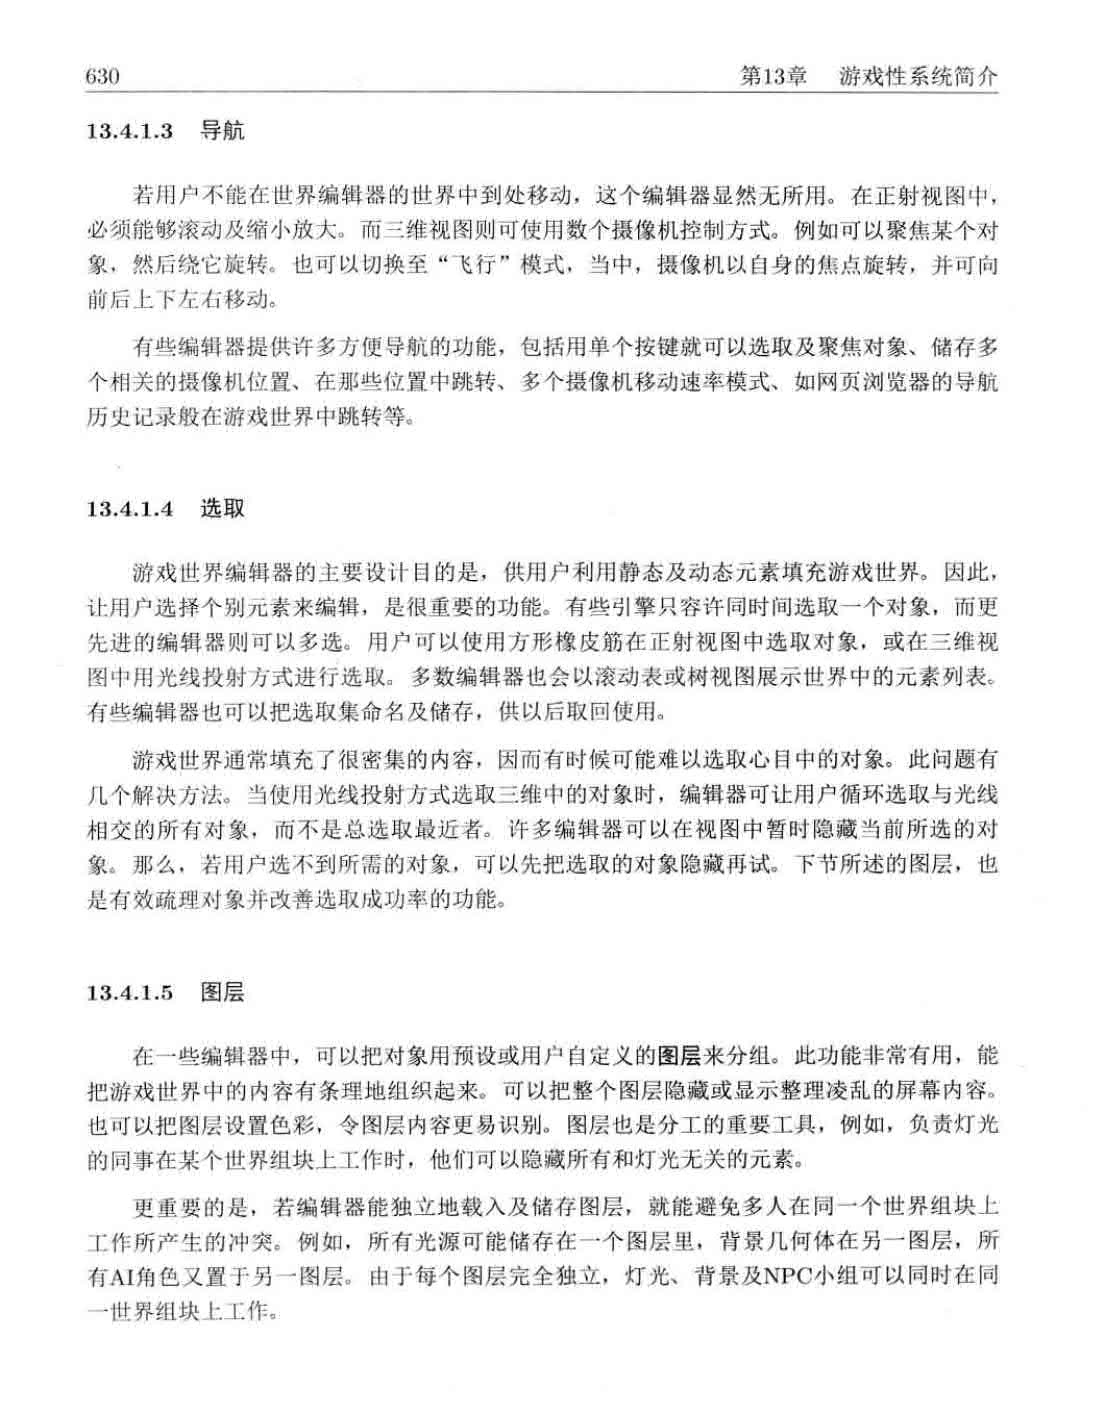 630
第13章 游戏性系统简介
13.4.1.3 导航
若用户不能在世界编辑器的世界中到处移动，这个编辑器显然无所用。在正射视图中，
必须能够滚动及缩小放大。而三维视图则可使用数个摄像机控制方式。例如可以聚焦某个对
象，然后绕它旋转。也可以切换至“飞行”模式，当中，摄像机以自身的焦点旋转，并可向
前后上下左右移动。
有些编辑器提供许多方便导航的功能，包括用单个按键就可以选取及聚焦对象、储存多
个相关的摄像机位置、在那些位置中跳转、多个摄像机移动速率模式、如网页浏览器的导航
历史记录般在游戏世界中跳转等。
13.4.1.4 选取
游戏世界编辑器的主要设计目的是，供用户利用静态及动态元素填充游戏世界。因此，
让用户选择个别元素来编辑，是很重要的功能。有些引擎只容许同时间选取一个对象，而更
先进的编辑器则可以多选。用户可以使用方形橡皮筋在正射视图中选取对象，或在三维视
图中用光线投射方式进行选取。多数编辑器也会以滚动表或树视图展示世界中的元素列表。
有些编辑器也可以把选取集命名及储存，供以后取回使用。
游戏世界通常填充了很密集的内容，因而有时候可能难以选取心目中的对象。此问题有
几个解决方法。当使用光线投射方式选取三维中的对象时，编辑器可让用户循环选取与光线
相交的所有对象，而不是总选取最近者。许多编辑器可以在视图中暂时隐藏当前所选的对
象。那么，若用户选不到所需的对象，可以先把选取的对象隐藏再试。下节所述的图层，也
是有效疏理对象并改善选取成功率的功能。
13.4.1.5 图层
在一些编辑器中，可以把对象用预设或用户自定义的图层来分组。此功能非常有用，能
把游戏世界中的内容有条理地组织起来。可以把整个图层隐藏或显示整理凌乱的屏幕内容。
也可以把图层设置色彩，令图层内容更易识别。图层也是分工的重要工具，例如，负责灯光
的同事在某个世界组块上工作时，他们可以隐藏所有和灯光无关的元素。
更重要的是，若编辑器能独立地载入及储存图层，就能避免多人在同一个世界组块上
工作所产生的冲突。例如，所有光源可能储存在一个图层里，背景几何体在另一图层，所
有AI角色又置于另一图层。由于每个图层完全独立，灯光、背景及NPC小组可以同时在同
一世界组块上工作。